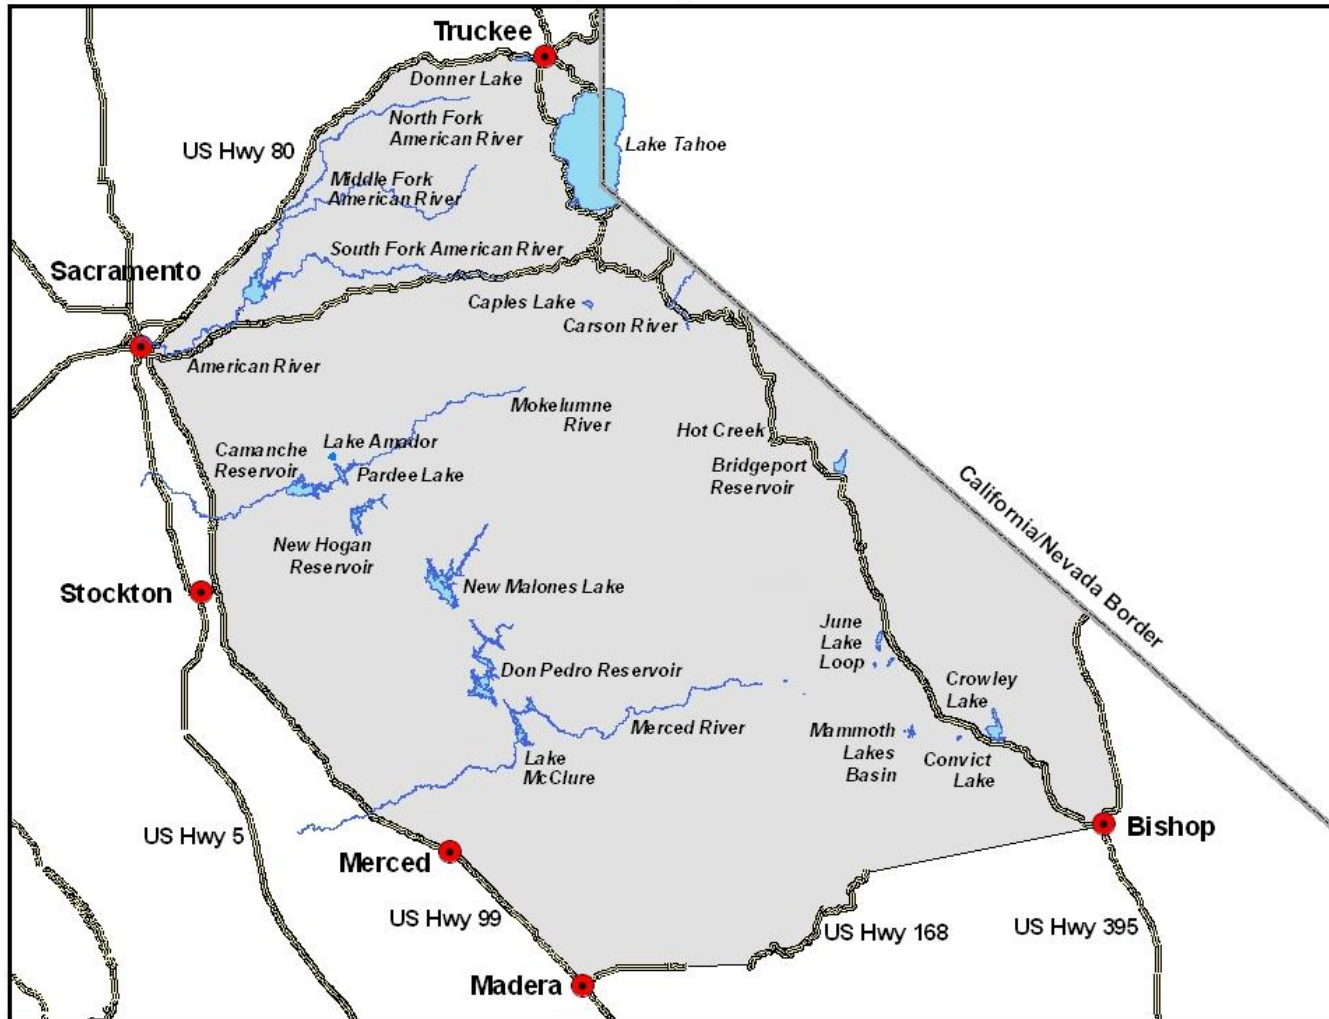 Truckee
Donner Lake
North Fork
American River
US Hwy 80
Lake Tahoe
Middle Fork
American River
South Fork American River
Sacramento
Caples Lake
Carson River
American River
Mokelumne
River
Hot Creek
Lake Amador
Camanche
Reservoir
Pardee Lake
Bridgeport
Reservoir
California/Nevada Border
New Hogan
Reservoir
Stockton
New Malones Lake
June
Lake
Loop
Don Pedro Reservoir
Crowley
Lake
Merced River
Mammoth
Lakes
Basin
Convict
Lake
Lake
McClure
US Hwy 5
Bishop
Merced
US Hwy 99
US Hwy 168
US Hwy 395
Madera